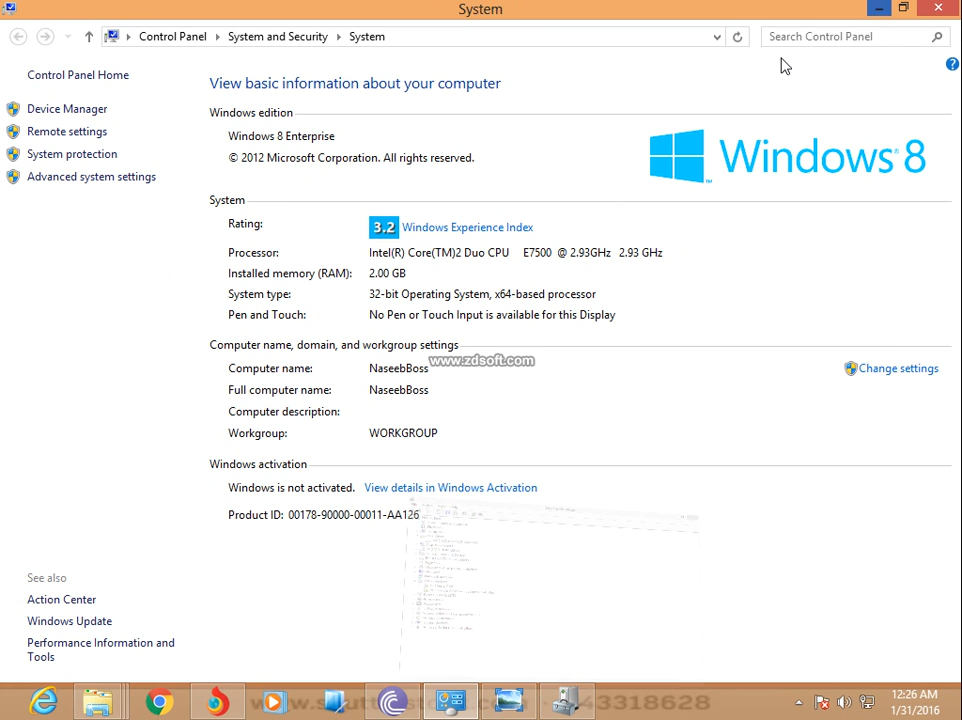 System
Control Panel System and Security System
Search Control Panel
Control Panel Home
Device Manager
Remote settings
System protection
Advanced system settings
View basic information about your computer
Windows edition
Windows 8 Enterprise
© 2012 Microsoft Corporation. All rights reserved.
Windows 8
System
Rating: 3.2 Windows Experience Index
Processor: Intel(R) Core(TM)2 Duo CPU E7500 @ 2.93GHz 2.93 GHz
Installed memory (RAM): 2.00 GB
System type: 32-bit Operating System, x64-based processor
Pen and Touch: No Pen or Touch Input is available for this Display
Computer name, domain, and workgroup settings
www.zdsoft.com
Computer name: NaseebBoss
Change settings
Full computer name: NaseebBoss
Computer description:
Workgroup: WORKGROUP
Windows activation
Windows is not activated. View details in Windows Activation
Product ID: 00178-90000-00011-AA126
See also
Action Center
Windows Update
Performance Information and
Tools
12:26 AM
1/31/2016